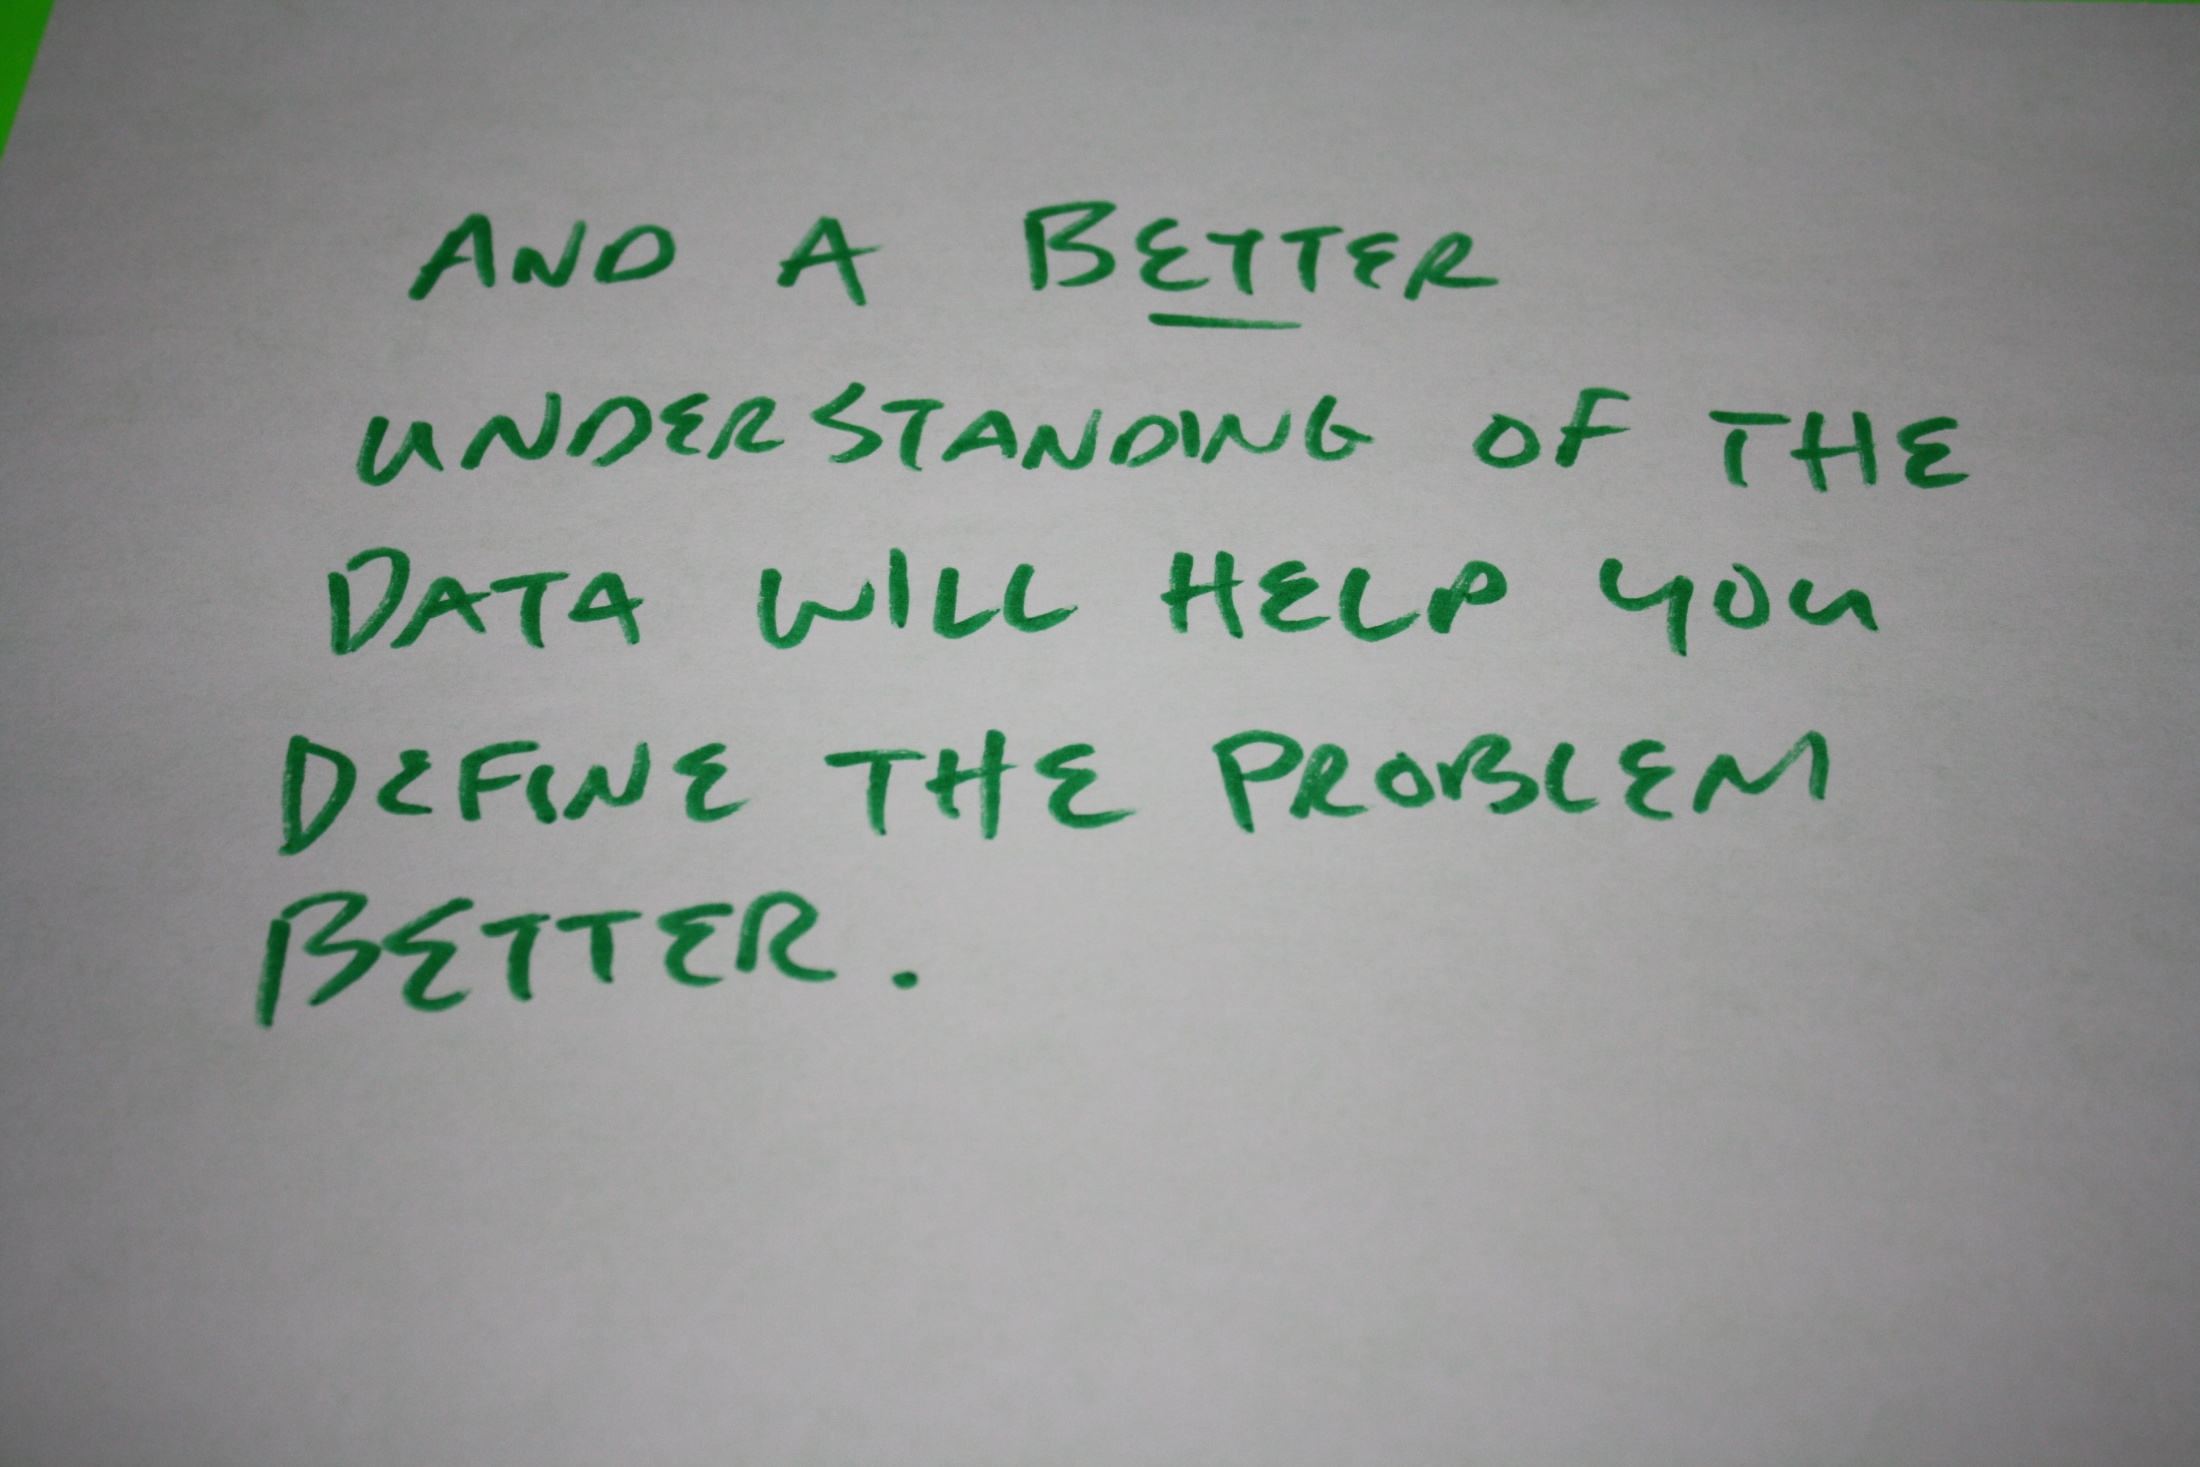 AND A BETTER
UNDERSTANDING OF THE
DATA WILL HELP YOU
DEFINE THE PROBLEM
BETTER.